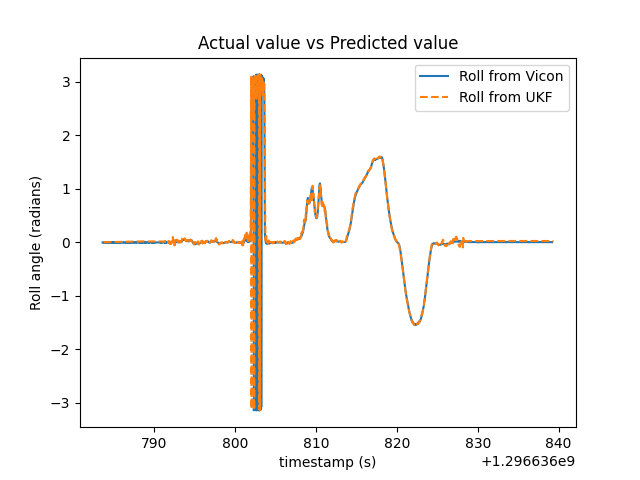 Actual value vs Predicted value
Roll from Vicon
Roll from UKF
Roll angle (radians)
3
2
1
0
−1
−2
−3
790
800
810
820
830
840
timestamp (s)
+1.296636e9